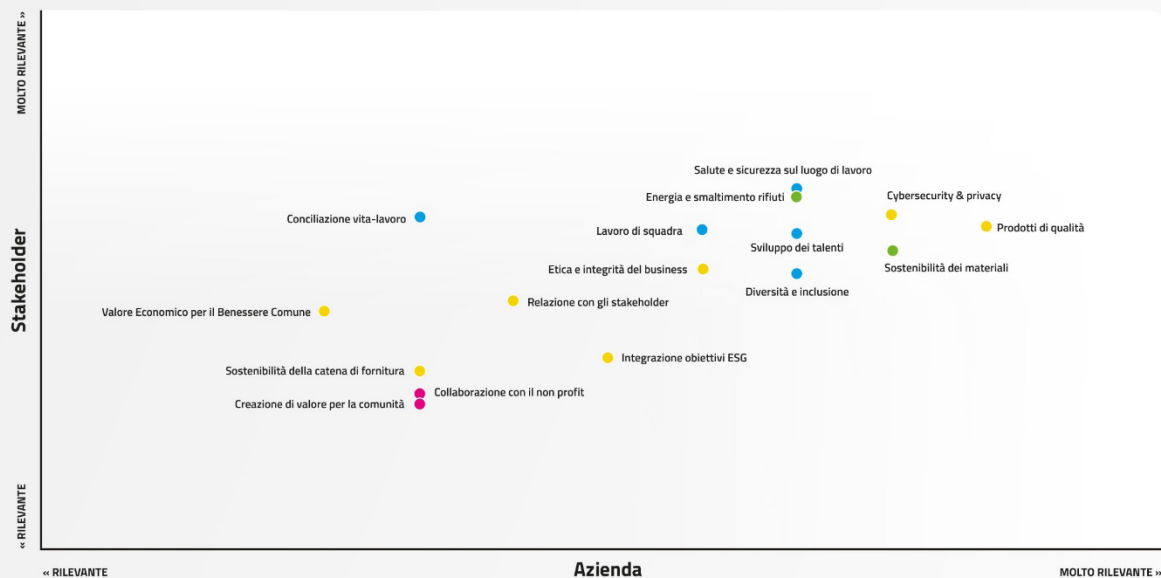 MOLTO RILEVANTE »
Salute e sicurezza sul luogo di lavoro
Energia e smaltimento rifiuti
Cybersecurity & privacy
Conciliazione vita-lavoro
Lavoro di squadra
Prodotti di qualità
Sviluppo dei talenti
Etica e integrità del business
Sostenibilità dei materiali
Stakeholder
Diversità e inclusione
Relazione con gli stakeholder
Valore Economico per il Benessere Comune
Integrazione obiettivi ESG
Sostenibilità della catena di fornitura
Collaborazione con il non profit
Creazione di valore per la comunità
« RILEVANTE
« RILEVANTE
Azienda
MOLTO RILEVANTE »